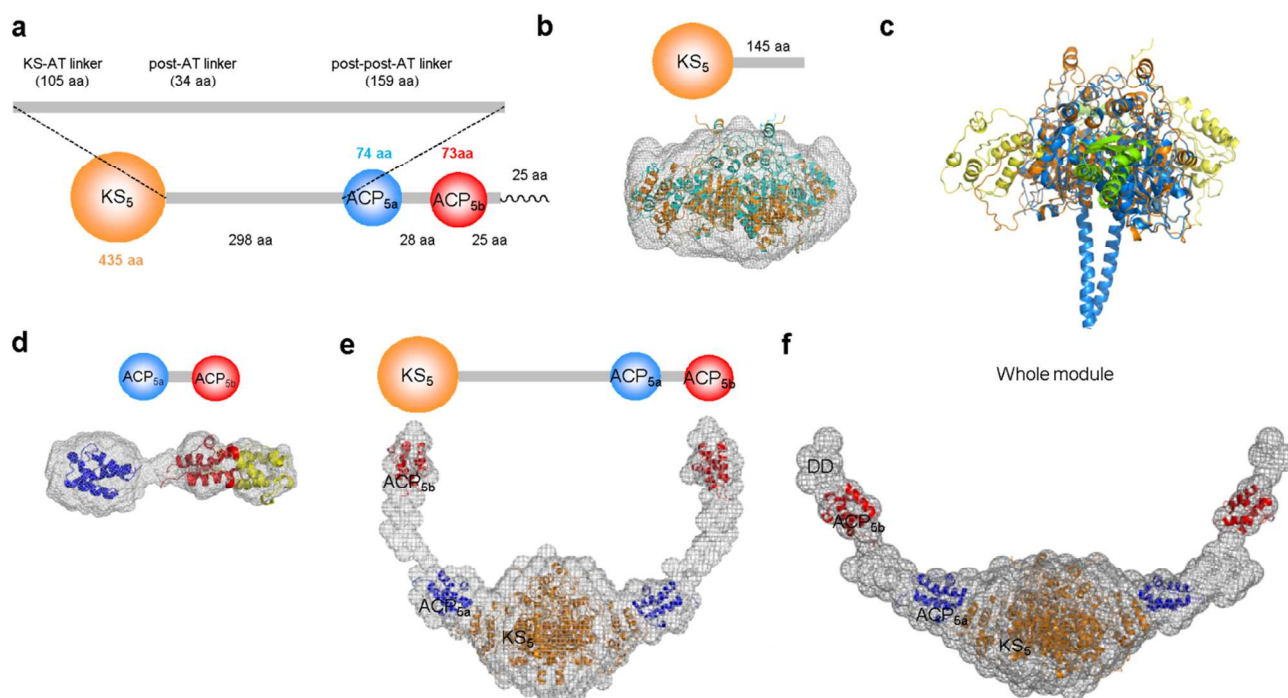 a
KS-AT linker
(105 aa)
post-AT linker
(34 aa)
post-post-AT linker
(159 aa)
74 aa
73aa
25 aa
KS5
ACP5a
ACP5b
298 aa
28 aa
25 aa
435 aa
b
KS5
145 aa
c
d
ACP5a
ACP5b
e
KS5
ACP5a
ACP5b
ACP5b
ACP5a
KS5
f
Whole module
DD
ACP5b
ACP5a
KS5